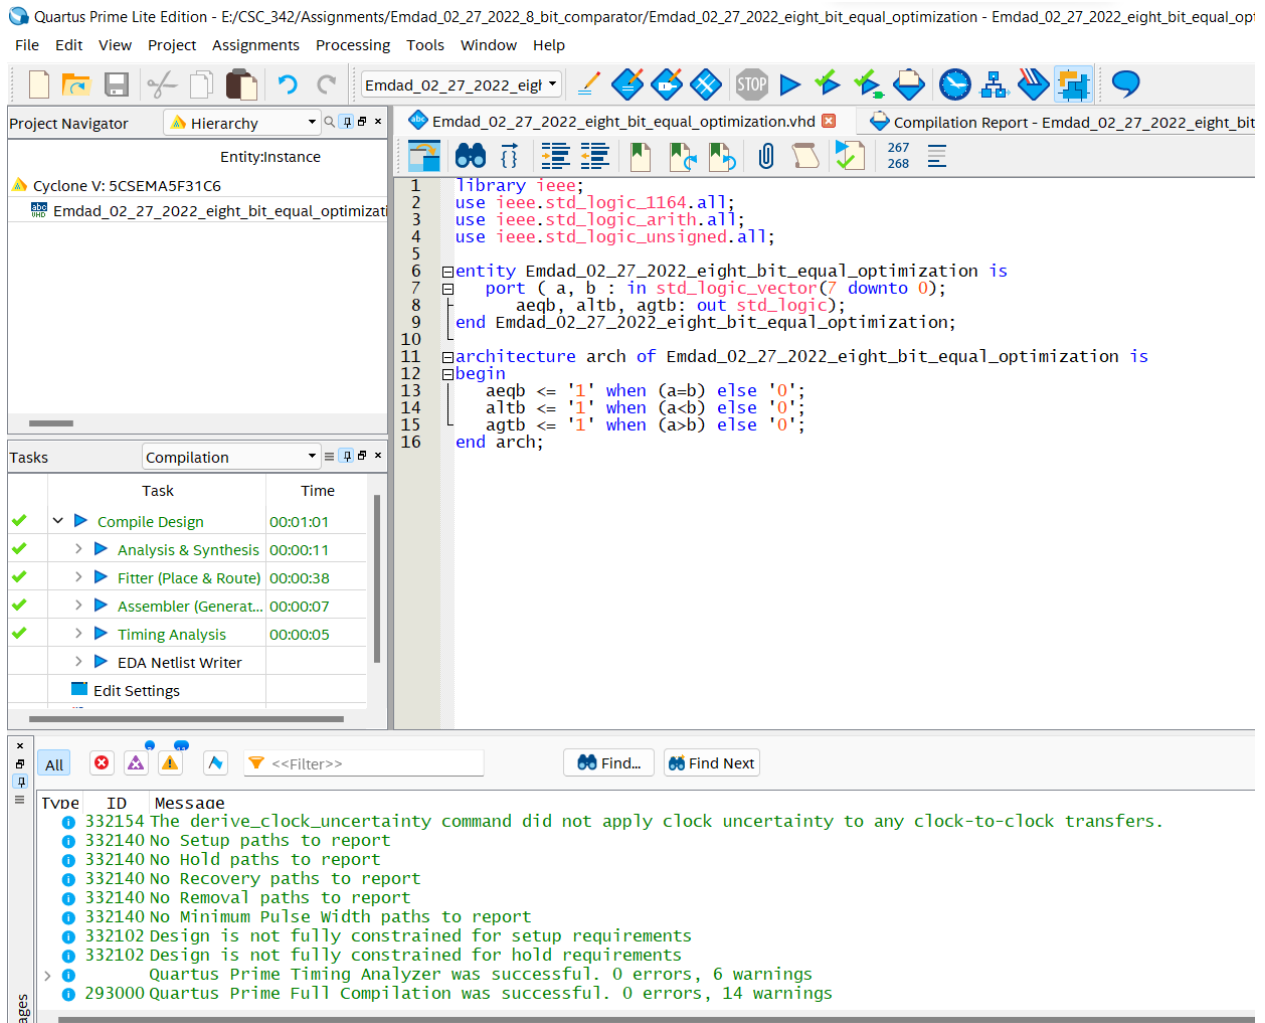 Quartus Prime Lite Edition - E:/CSC_342/Assignments/Emdad_02_27_2022_8_bit_comparator/Emdad_02_27_2022_eight_bit_equal_optimization - Emdad_02_27_2022_eight_bit_equal_opt
File Edit View Project Assignments Processing Tools Window Help
Emdad_02_27_2022_eigh
STOP
Project Navigator
Hierarchy
Entity:Instance
Cyclone V: 5CSEMA5F31C6
Emdad_02_27_2022_eight_bit_equal_optimizati
Emdad_02_27_2022_eight_bit_equal_optimization.vhd
Compilation Report - Emdad_02_27_2022_eight_bit
267
268
1 library ieee;
2 use ieee.std_logic_1164.all;
3 use ieee.std_logic_arith.all;
4 use ieee.std_logic_unsigned.all;
5
6 entity Emdad_02_27_2022_eight_bit_equal_optimization is
7 port ( a, b : in std_logic_vector(7 downto 0);
8 aeqb, altb, agtb: out std_logic);
9 end Emdad_02_27_2022_eight_bit_equal_optimization;
10
11 architecture arch of Emdad_02_27_2022_eight_bit_equal_optimization is
12 begin
13 aeqb <= '1' when (a=b) else '0';
14 altb <= '1' when (a<b) else '0';
15 agtb <= '1' when (a>b) else '0';
16 end arch;
Tasks
Compilation
Task Time
Compile Design 00:01:01
Analysis & Synthesis 00:00:11
Fitter (Place & Route) 00:00:38
Assembler (Generat... 00:00:07
Timing Analysis 00:00:05
EDA Netlist Writer
Edit Settings
All
<<Filter>>
Find...
Find Next
Type ID Message
332154 The derive_clock_uncertainty command did not apply clock uncertainty to any clock-to-clock transfers.
332140 No Setup paths to report
332140 No Hold paths to report
332140 No Recovery paths to report
332140 No Removal paths to report
332140 No Minimum Pulse Width paths to report
332102 Design is not fully constrained for setup requirements
332102 Design is not fully constrained for hold requirements
Quartus Prime Timing Analyzer was successful. 0 errors, 6 warnings
293000 Quartus Prime Full Compilation was successful. 0 errors, 14 warnings
ages